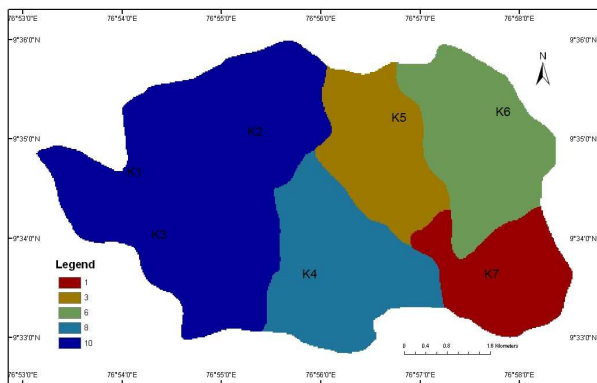 76°53'0"E 76°54'0"E 76°55'0"E 76°56'0"E 76°57'0"E 76°58'0"E
9°36'0"N 9°36'0"N
N
K5
K6
K2
9°35'0"N 9°35'0"N
K1
K3
9°34'0"N 9°34'0"N
Legend
K4
K7
1
3
6
8
10
9°33'0"N 9°33'0"N
0 0.4 0.8 1.6 Kilometers
76°53'0"E 76°54'0"E 76°55'0"E 76°56'0"E 76°57'0"E 76°58'0"E